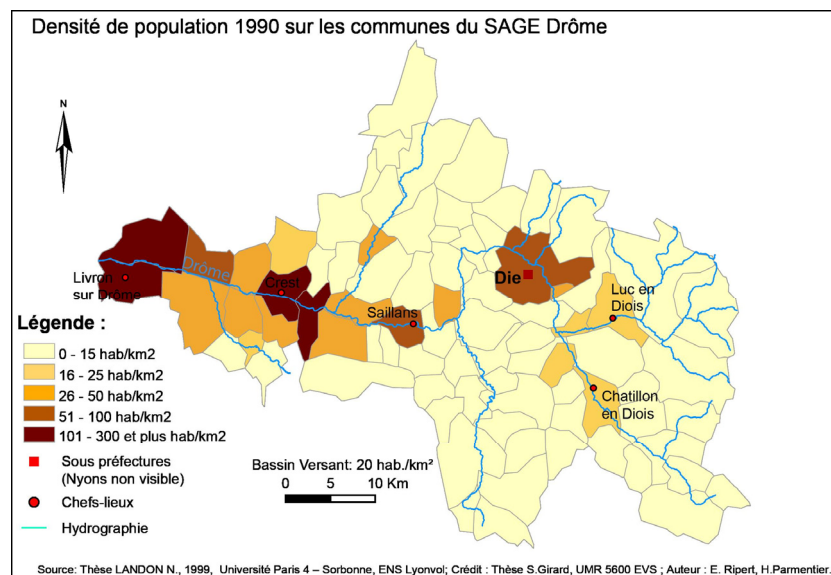 Densité de population 1990 sur les communes du SAGE Drôme
N
Drôme
Livron
sur Drôme
Crest
Saillans
Die
Luc en
Diois
Chatillon
en Diois
Légende :
0 - 15 hab/km2
16 - 25 hab/km2
26 - 50 hab/km2
51 - 100 hab/km2
101 - 300 et plus hab/km2
Sous préfectures
(Nyons non visible)
Chefs-lieux
Hydrographie
Bassin Versant: 20 hab./km²
0 5 10 Km
Source: Thèse LANDON N., 1999, Université Paris 4 – Sorbonne, ENS Lyonvol; Crédit : Thèse S.Girard, UMR 5600 EVS ; Auteur : E. Ripert, H.Parmentier.